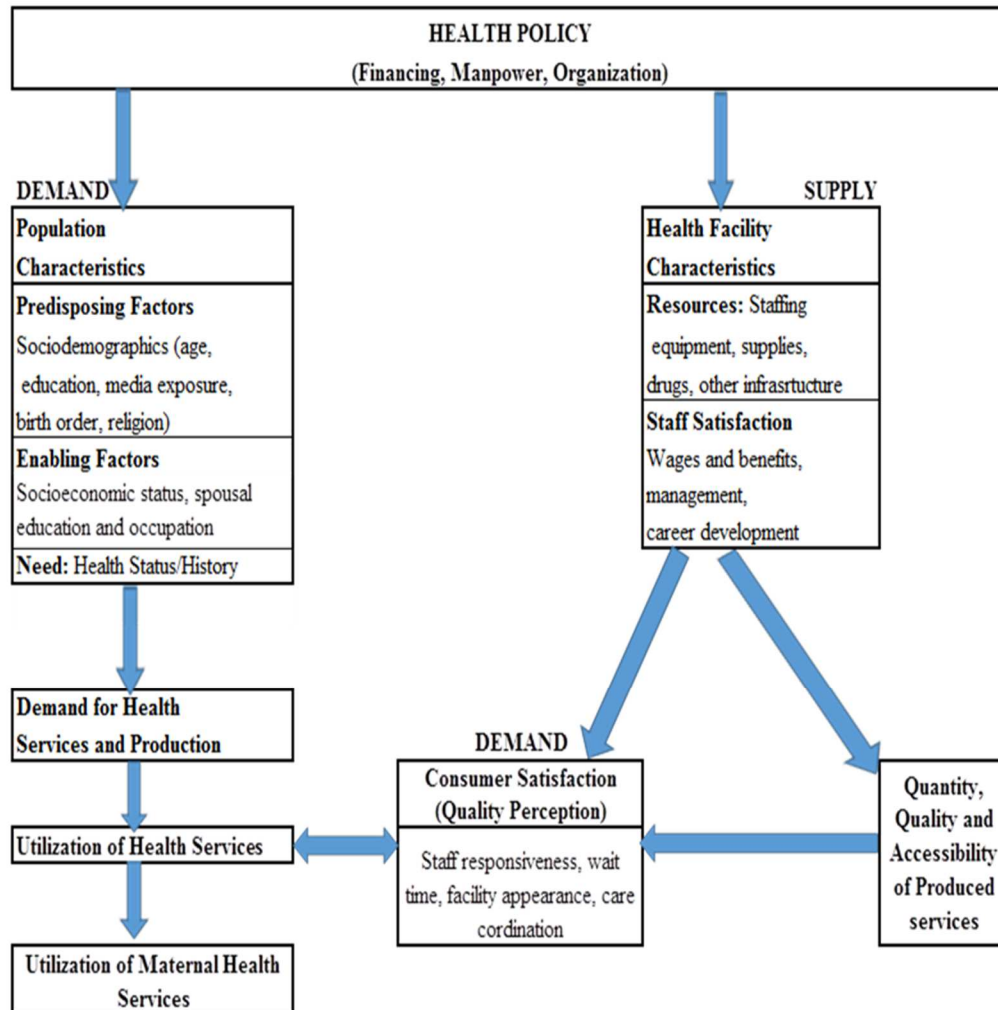 HEALTH POLICY
(Financing, Manpower, Organization)
DEMAND
Population
Characteristics
Predisposing Factors
Sociodemographics (age,
education, media exposure,
birth order, religion)
Enabling Factors
Socioeconomic status, spousal
education and occupation
Need: Health Status/History
Demand for Health
Services and Production
Utilization of Health Services
Utilization of Maternal Health
Services
SUPPLY
Health Facility
Characteristics
Resources: Staffing
equipment, supplies,
drugs, other infrasrtucture
Staff Satisfaction
Wages and benefits,
management,
career development
DEMAND
Consumer Satisfaction
(Quality Perception)
Staff responsiveness, wait
time, facility appearance, care
cordination
Quantity,
Quality and
Accessibility
of Produced
services